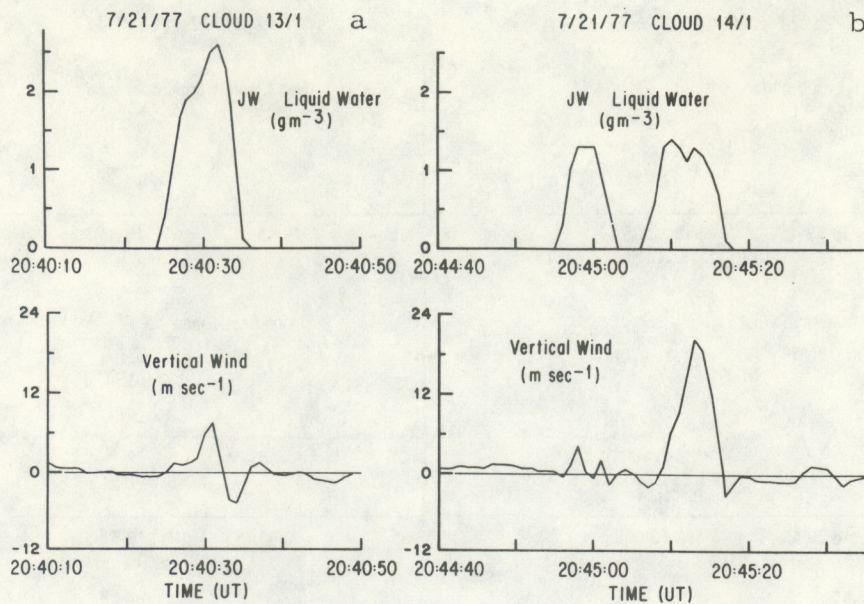 7/21/77 CLOUD 13/1 a
2
1
0
JW Liquid Water
(gm-3)
20:40:10 20:40:30 20:40:50
24
12
0
-12
Vertical Wind
(m sec-1)
20:40:10 20:40:30 20:40:50
TIME (UT)
7/21/77 CLOUD 14/1 b
2
1
0
JW Liquid Water
(gm-3)
20:44:40 20:45:00 20:45:20
24
12
0
-12
Vertical Wind
(m sec-1)
20:44:40 20:45:00 20:45:20
TIME (UT)